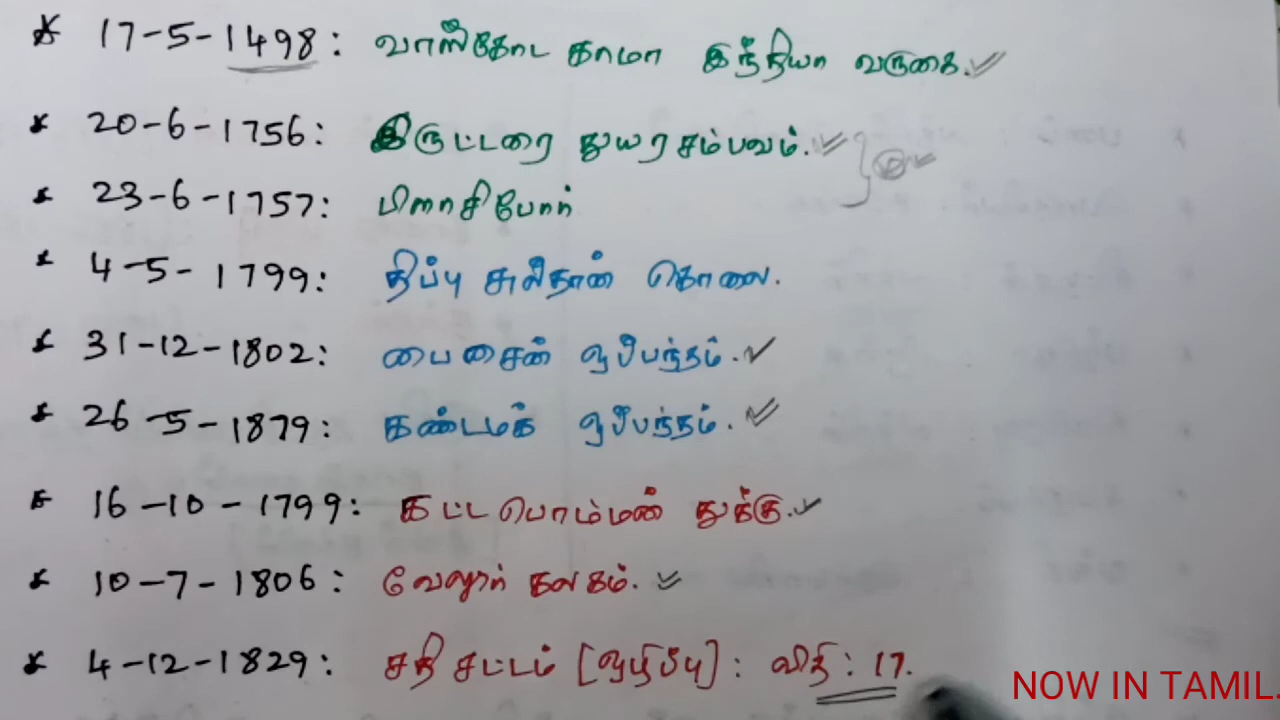 * 17-5-1498: வாஸ்கோட காமா இந்தியா வருகை.
* 20-6-1756: இருட்டரை துயர சம்பவம்.
* 23-6-1757: பிளாசி போர்
* 4-5-1799: திப்பு சுல்தான் கொலை.
* 31-12-1802: பைசைன் ஒப்பந்தம்.
* 26-5-1879: கண்டமக் ஒப்பந்தம்.
* 16-10-1799: கட்டபொம்மன் தூக்கு.
* 10-7-1806: வேலூர் கலகம்.
* 4-12-1829: சதி சட்டம் [ஒழிப்பு]: விதி: 17.
NOW IN TAMIL.